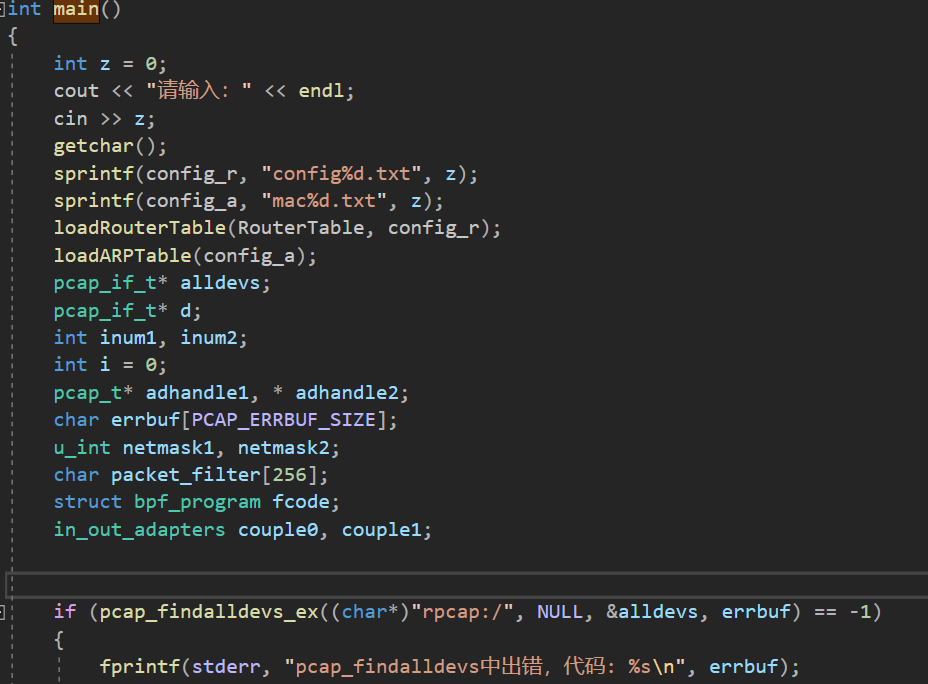 int main()
{
int z = 0;
cout << "请输入：" << endl;
cin >> z;
getchar();
sprintf(config_r, "config%d.txt", z);
sprintf(config_a, "mac%d.txt", z);
loadRouterTable(RouterTable, config_r);
loadARPTable(config_a);
pcap_if_t* alldevs;
pcap_if_t* d;
int inum1, inum2;
int i = 0;
pcap_t* adhandle1, * adhandle2;
char errbuf[PCAP_ERRBUF_SIZE];
u_int netmask1, netmask2;
char packet_filter[256];
struct bpf_program fcode;
in_out_adapters couple0, couple1;
if (pcap_findalldevs_ex((char*)"rpcap:/", NULL, &alldevs, errbuf) == -1)
{
fprintf(stderr, "pcap_findalldevs中出错，代码：%s\n", errbuf);